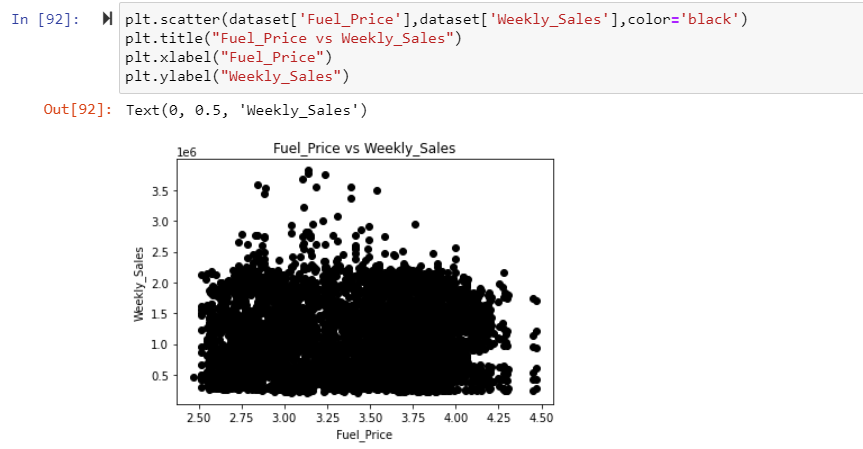 In [92]:
plt.scatter(dataset['Fuel_Price'],dataset['Weekly_Sales'],color='black')
plt.title("Fuel_Price vs Weekly_Sales")
plt.xlabel("Fuel_Price")
plt.ylabel("Weekly_Sales")
Out[92]: Text(0, 0.5, 'Weekly_Sales')
Fuel_Price vs Weekly_Sales
1e6
3.5
3.0
2.5
2.0
1.5
1.0
0.5
Weekly_Sales
2.50 2.75 3.00 3.25 3.50 3.75 4.00 4.25 4.50
Fuel_Price